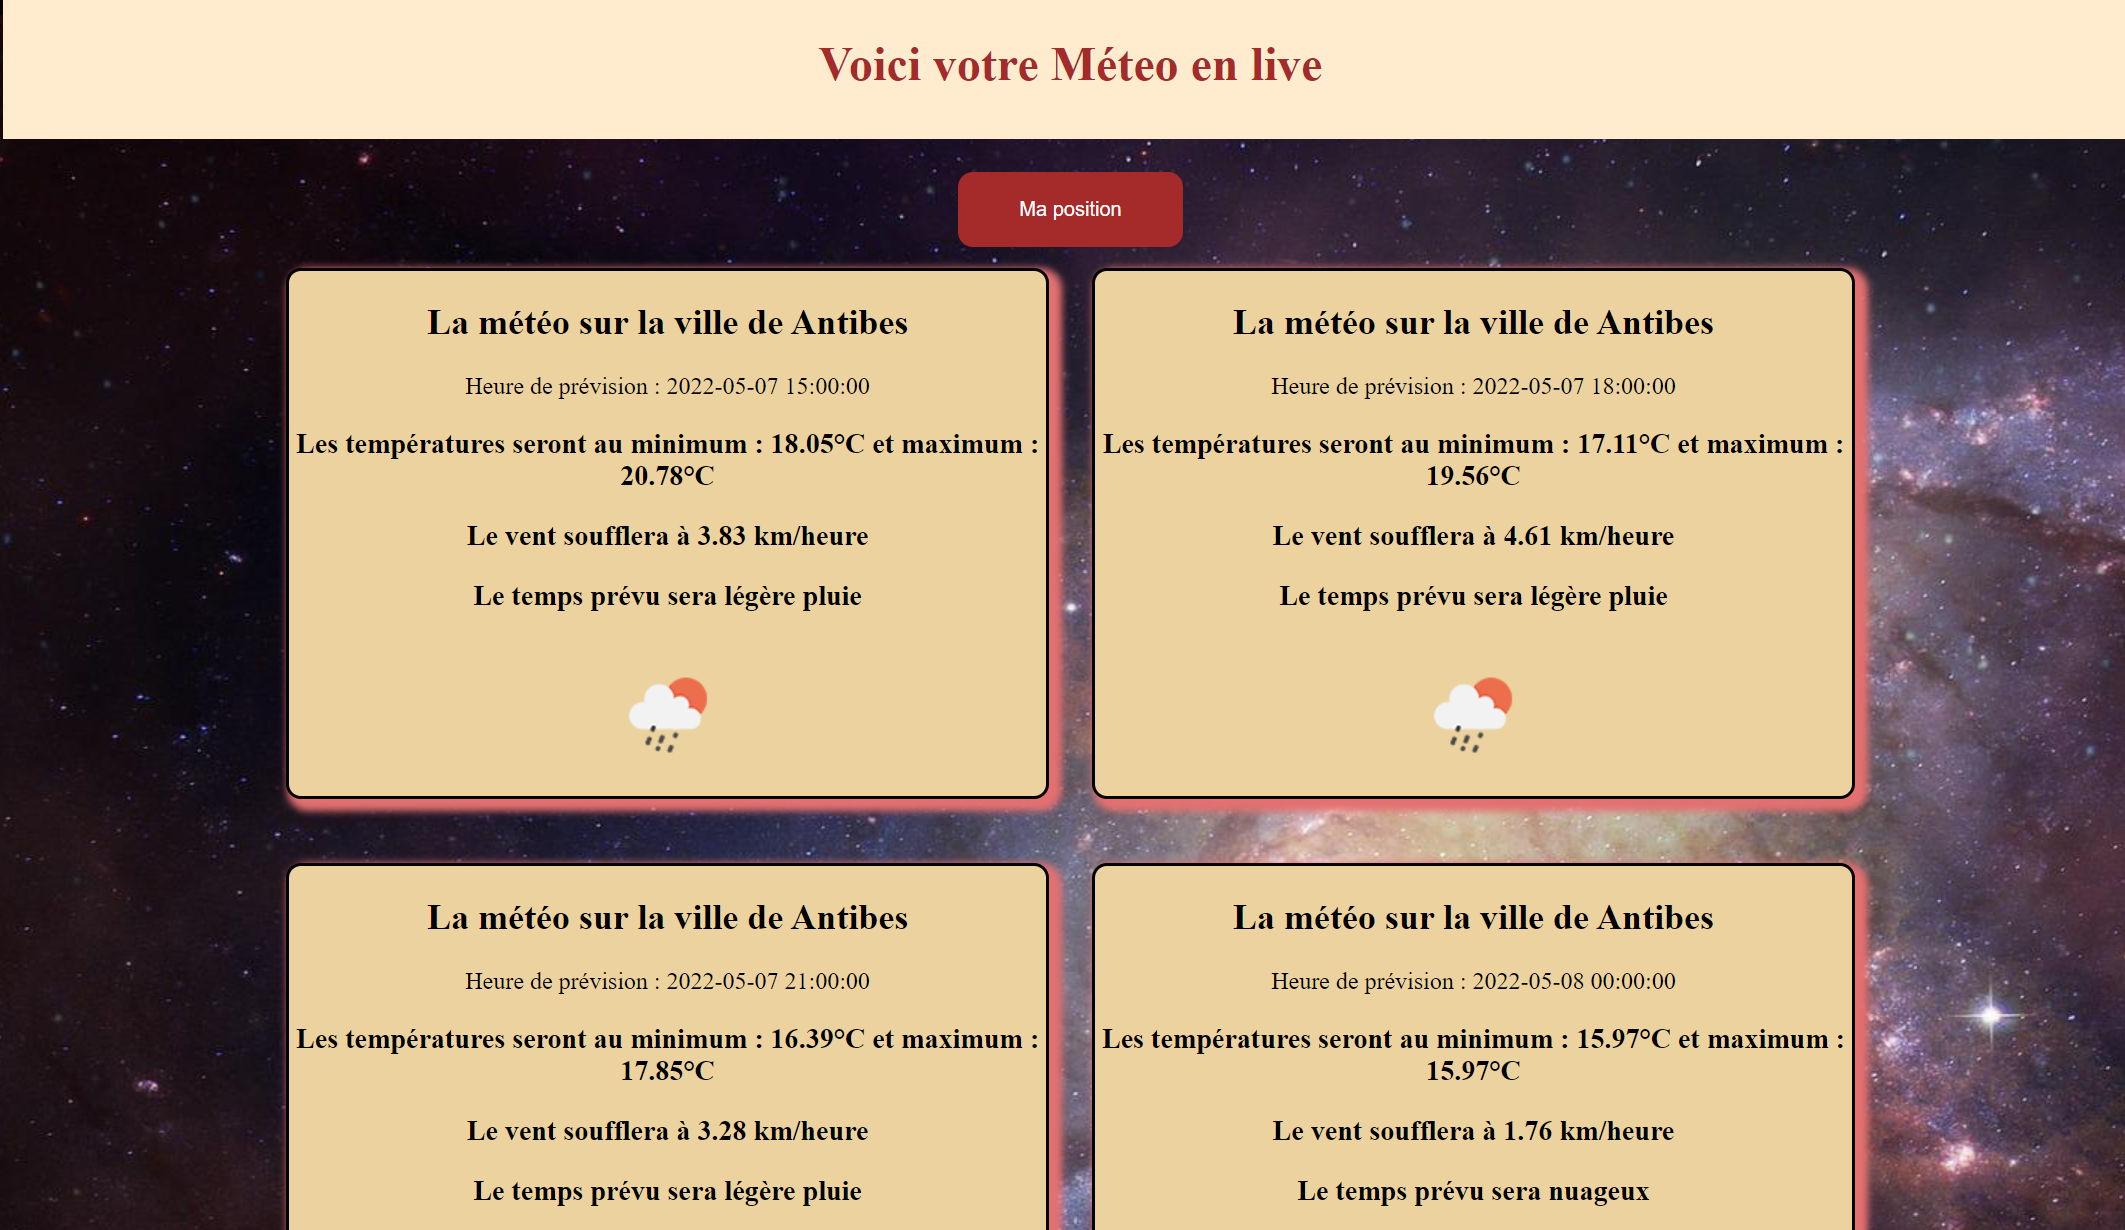 Voici votre Méteo en live
Ma position
La météo sur la ville de Antibes
Heure de prévision : 2022-05-07 15:00:00
Les températures seront au minimum : 18.05°C et maximum :
20.78°C
Le vent soufflera à 3.83 km/heure
Le temps prévu sera légère pluie
La météo sur la ville de Antibes
Heure de prévision : 2022-05-07 18:00:00
Les températures seront au minimum : 17.11°C et maximum :
19.56°C
Le vent soufflera à 4.61 km/heure
Le temps prévu sera légère pluie
La météo sur la ville de Antibes
Heure de prévision : 2022-05-07 21:00:00
Les températures seront au minimum : 16.39°C et maximum :
17.85°C
Le vent soufflera à 3.28 km/heure
Le temps prévu sera légère pluie
La météo sur la ville de Antibes
Heure de prévision : 2022-05-08 00:00:00
Les températures seront au minimum : 15.97°C et maximum :
15.97°C
Le vent soufflera à 1.76 km/heure
Le temps prévu sera nuageux